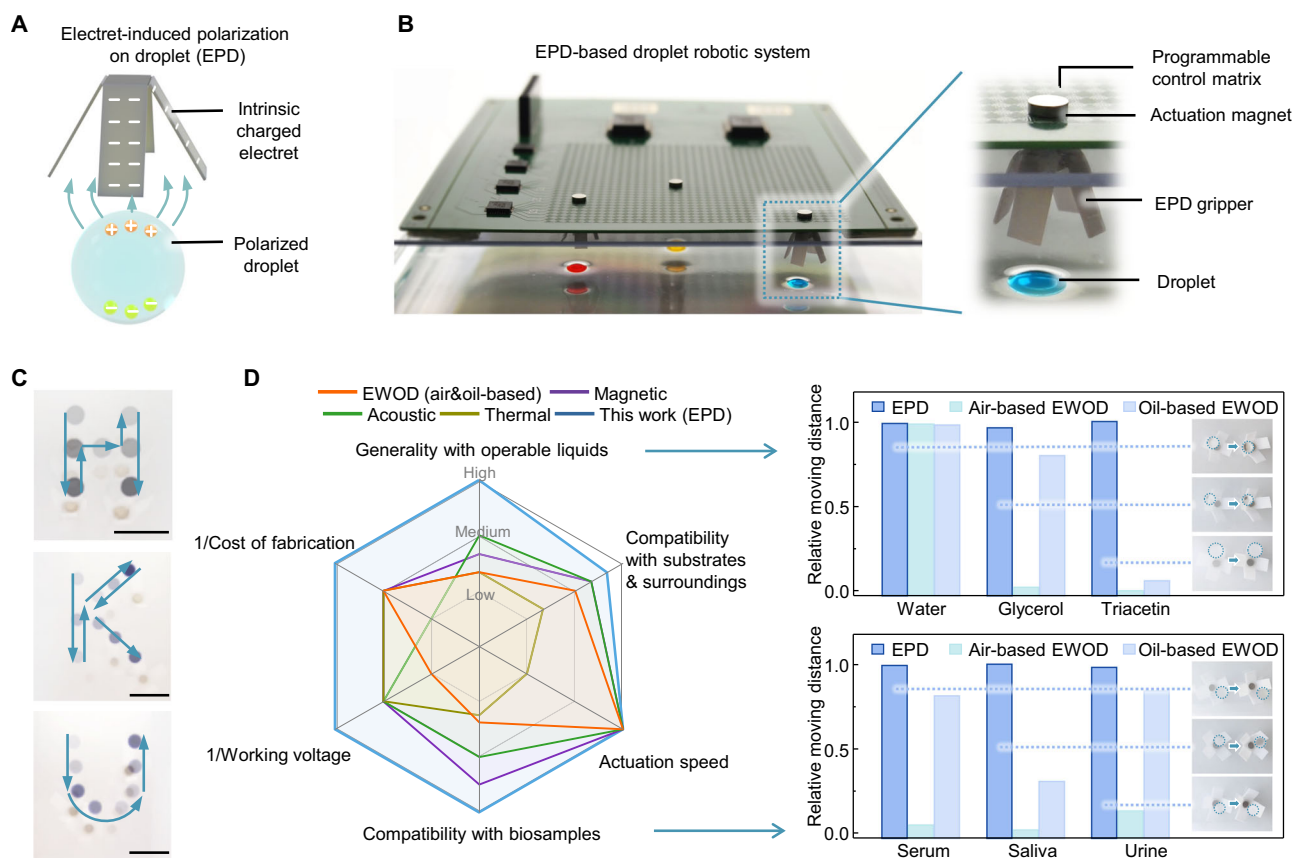 A
Electret-induced polarization
on droplet (EPD)
Intrinsic
charged
electret
Polarized
droplet
B
EPD-based droplet robotic system
Programmable
control matrix
Actuation magnet
EPD gripper
Droplet
C
D
EWOD (air&oil-based)
Magnetic
Acoustic
Thermal
This work (EPD)
Generality with operable liquids
High
Medium
Low
1/Cost of fabrication
Compatibility
with substrates
& surroundings
1/Working voltage
Actuation speed
Compatibility with biosamples
EPD
Air-based EWOD
Oil-based EWOD
Relative moving distance
1.0
0.5
0.0
Water
Glycerol
Triacetin
EPD
Air-based EWOD
Oil-based EWOD
Relative moving distance
1.0
0.5
0.0
Serum
Saliva
Urine